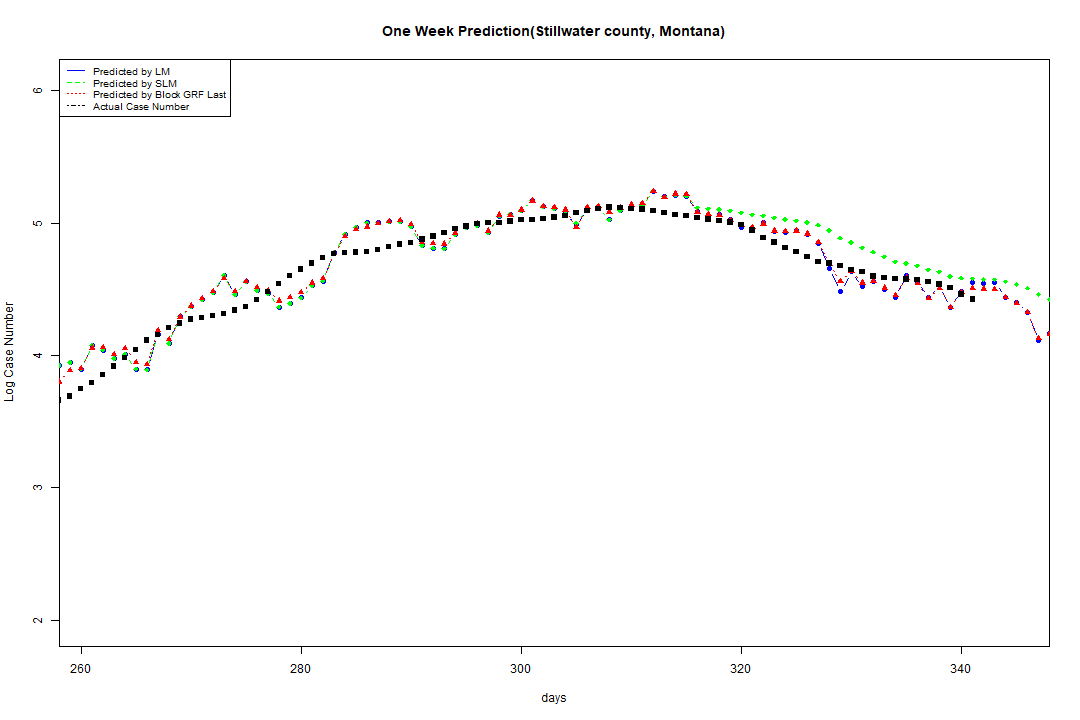 One Week Prediction(Stillwater county, Montana)
Predicted by LM
Predicted by SLM
Predicted by Block GRF Last
Actual Case Number
6
5
4
3
2
Log Case Number
260 280 300 320 340
days